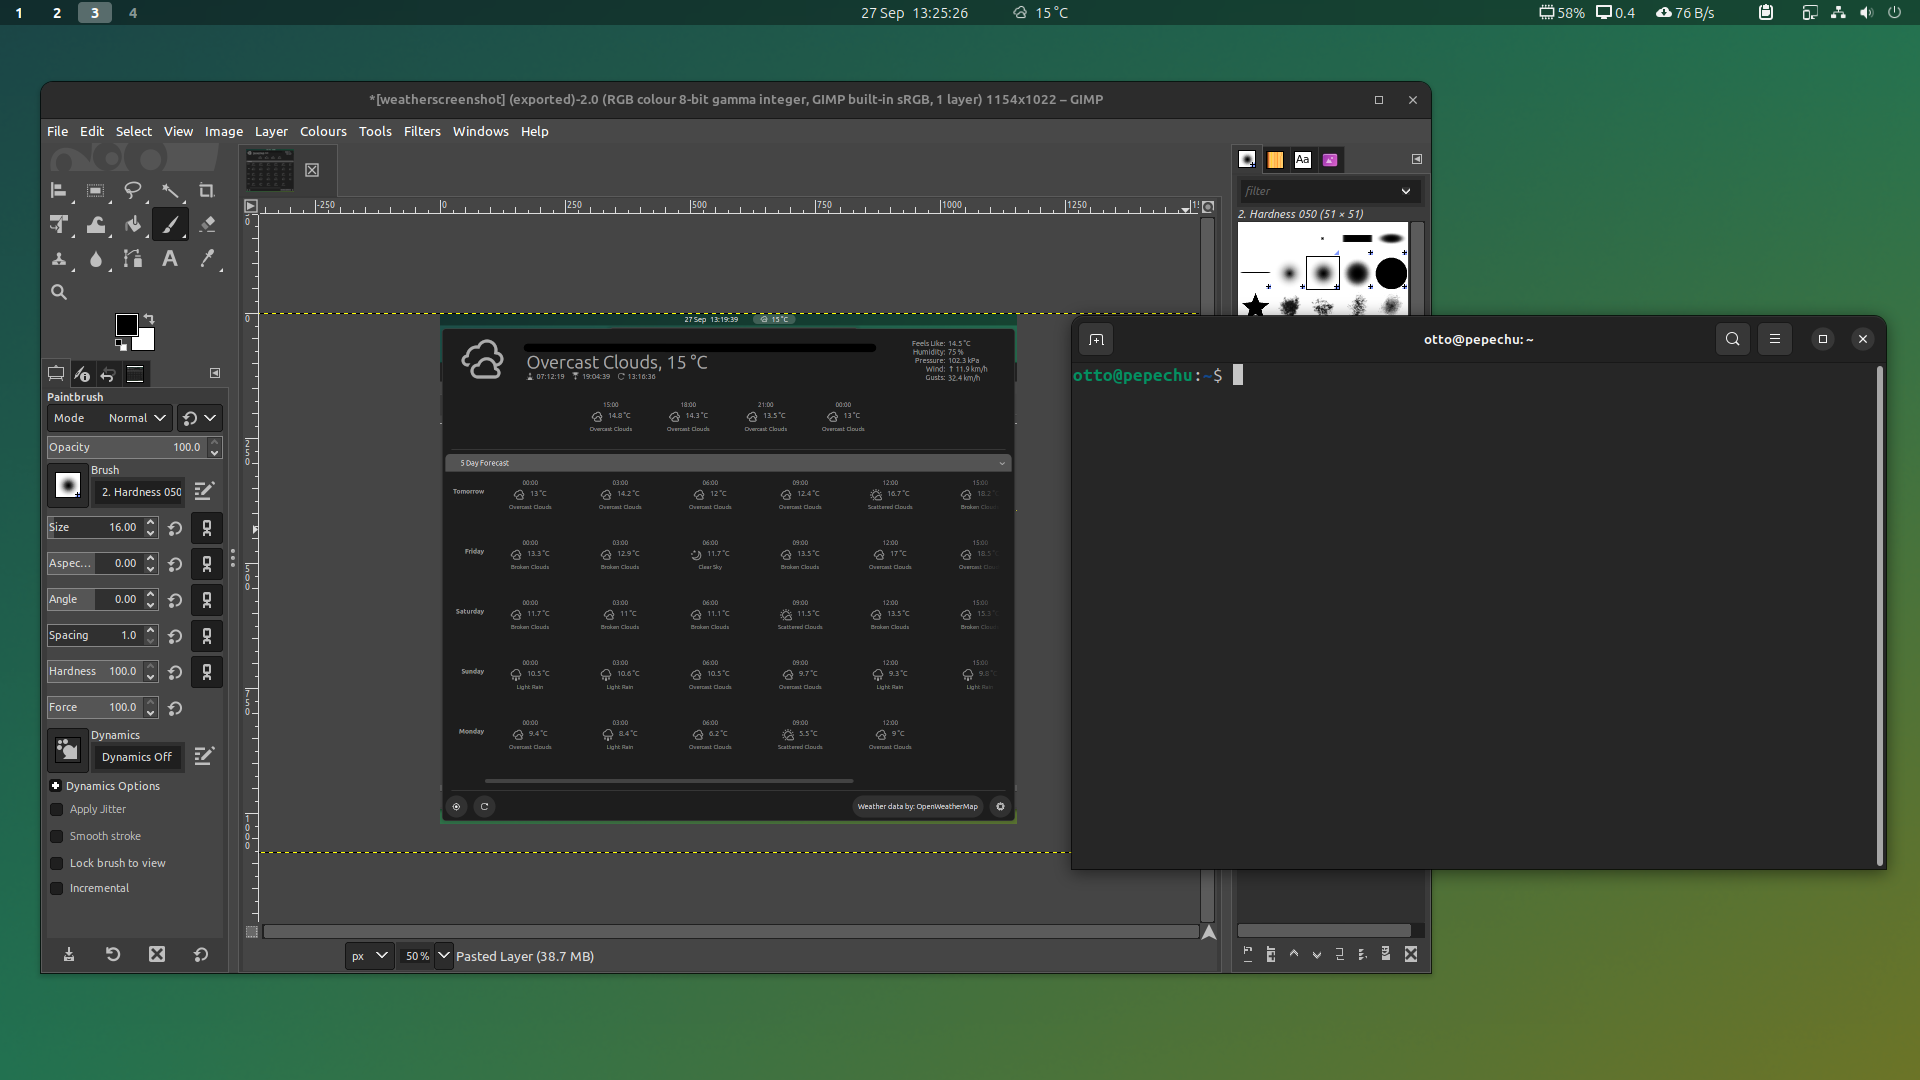 1 2 3 4 27 Sep 13:25:26 15 °C 58% 0.4 76 B/s
*[weatherscreenshot] (exported)-2.0 (RGB colour 8-bit gamma integer, GIMP built-in sRGB, 1 layer) 1154x1022 – GIMP
File Edit Select View Image Layer Colours Tools Filters Windows Help
Aa
filter
2. Hardness 050 (51 × 51)
-250 0 250 500 750 1000 1250
0
250
500
750
1000
Paintbrush
Mode Normal
Opacity 100.0
Brush
2. Hardness 050
Size 16.00
Aspec... 0.00
Angle 0.00
Spacing 1.0
Hardness 100.0
Force 100.0
Dynamics
Dynamics Off
Dynamics Options
Apply Jitter
Smooth stroke
Lock brush to view
Incremental
27 Sep 13:19:39 15 °C
Overcast Clouds, 15 °C
07:12:19 19:04:39 13:16:36
Feels Like: 14.5 °C
Humidity: 75 %
Pressure: 102.3 kPa
Wind: ↑ 11.9 km/h
Gusts: 32.4 km/h
15:00 18:00 21:00 00:00
14.8 °C 14.3 °C 13.5 °C 13 °C
Overcast Clouds Overcast Clouds Overcast Clouds Overcast Clouds
5 Day Forecast
00:00 03:00 06:00 09:00 12:00 15:00
Tomorrow 13 °C 14.2 °C 12 °C 12.4 °C 16.7 °C 18.2
Overcast Clouds Overcast Clouds Overcast Clouds Overcast Clouds Scattered Clouds Broken
00:00 03:00 06:00 09:00 12:00 15:00
Friday 13.3 °C 12.9 °C 11.7 °C 13.5 °C 17 °C 18.5
Broken Clouds Broken Clouds Clear Sky Broken Clouds Overcast Clouds Overcast
00:00 03:00 06:00 09:00 12:00 15:00
Saturday 11.7 °C 11 °C 11.1 °C 11.5 °C 13.5 °C
Broken Clouds Broken Clouds Broken Clouds Scattered Clouds Broken Clouds Broken
00:00 03:00 06:00 09:00 12:00 15:00
Sunday 10.5 °C 10.6 °C 10.5 °C 9.7 °C 9.3 °C
Light Rain Light Rain Overcast Clouds Overcast Clouds Light Rain Light Rain
00:00 03:00 06:00 09:00 12:00
Monday 9.4 °C 8.4 °C 6.2 °C 5.5 °C 9 °C
Overcast Clouds Light Rain Overcast Clouds Scattered Clouds Overcast Clouds
Weather data by: OpenWeatherMap
px 50 % Pasted Layer (38.7 MB)
otto@pepechu: ~
otto@pepechu:~$